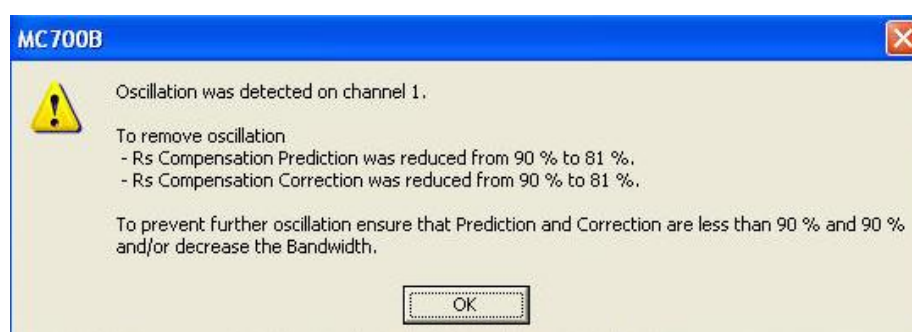 MC700B
Oscillation was detected on channel 1.
To remove oscillation
- Rs Compensation Prediction was reduced from 90 % to 81 %.
- Rs Compensation Correction was reduced from 90 % to 81 %.
To prevent further oscillation ensure that Prediction and Correction are less than 90 % and 90 %
and/or decrease the Bandwidth.
OK